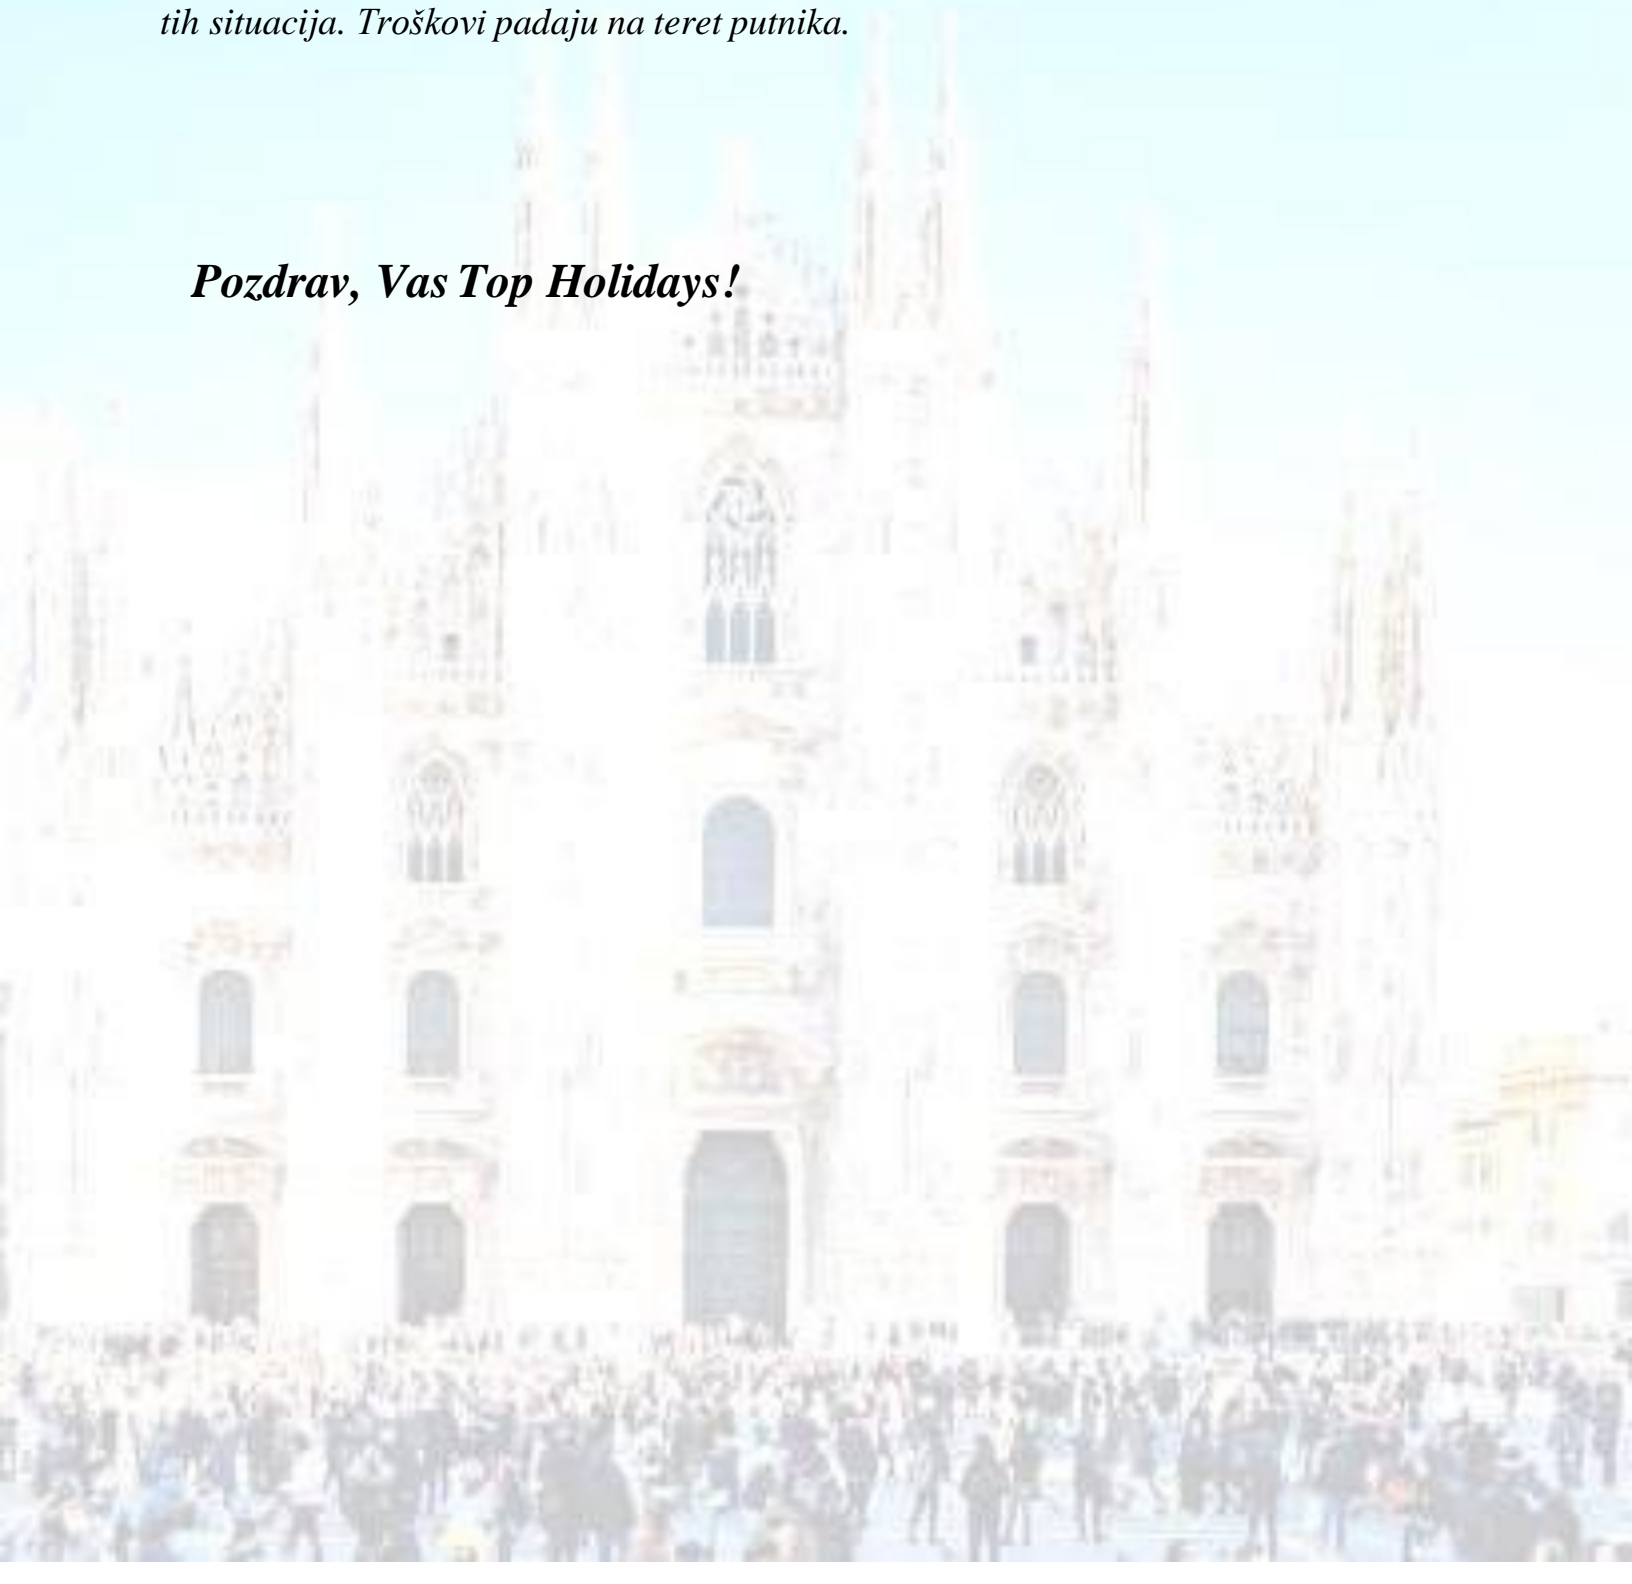 tih situacija. Troškovi padaju na teret putnika.
Pozdrav, Vas Top Holidays!